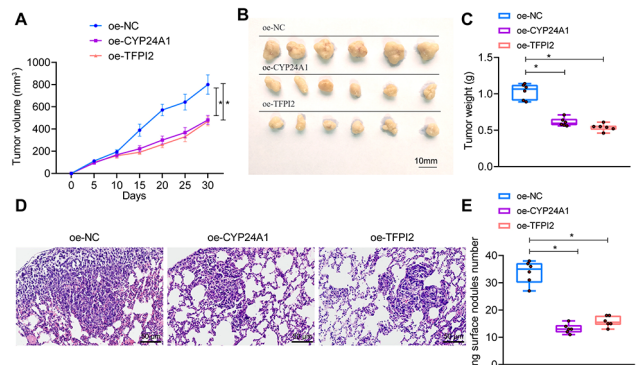 A
oe-NC
oe-CYP24A1
oe-TFPI2
Tumor volume (mm³)
1000
800
600
400
200
0
0 5 10 15 20 25 30
Days
* *
B
oe-NC
oe-CYP24A1
oe-TFPI2
10mm
C
oe-NC
oe-CYP24A1
oe-TFPI2
Tumor weight (g)
1.5
1.0
0.5
0.0
*
*
D
oe-NC
oe-CYP24A1
oe-TFPI2
E
oe-NC
oe-CYP24A1
oe-TFPI2
ng surface nodules number
40
30
20
10
0
*
*